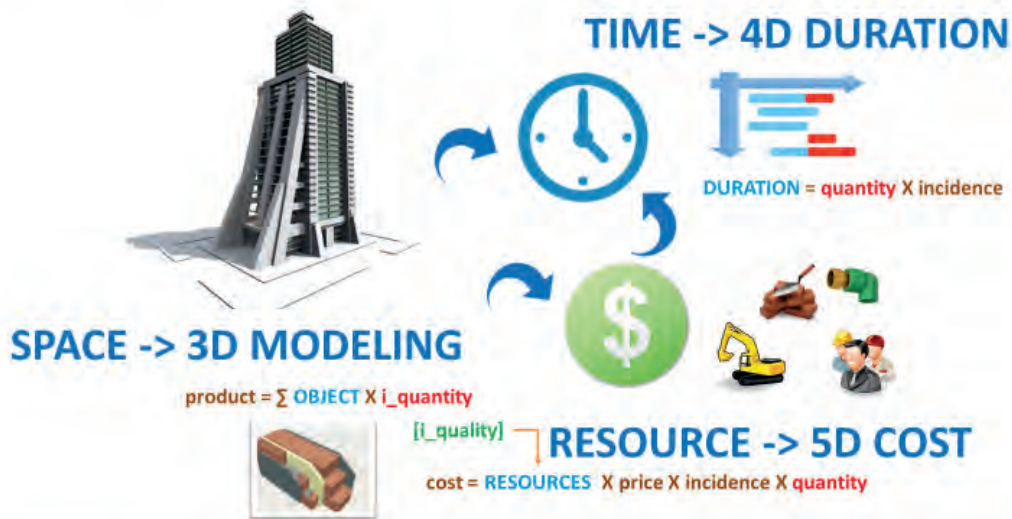 TIME -> 4D DURATION
DURATION = quantity X incidence
$
SPACE -> 3D MODELING
product = ∑ OBJECT X i_quantity
[i_quality]
RESOURCE -> 5D COST
cost = RESOURCES X price X incidence X quantity